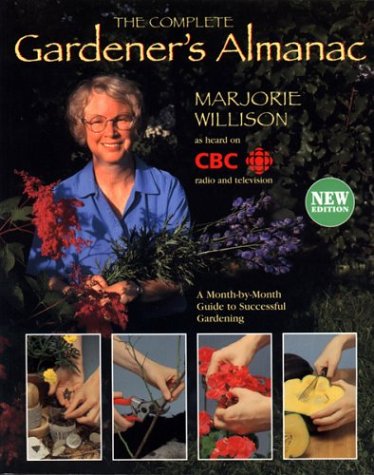 THE COMPLETE
Gardener's Almanac
MARJORIE
WILLISON
as heard on
CBC
radio and television
NEW
EDITION
A Month-by-Month
Guide to Successful
Gardening